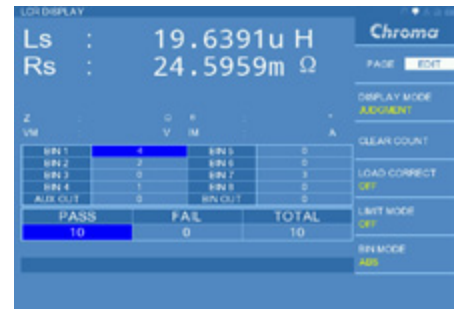 LCR DISPLAY
Chroma
Ls : 19.6391u H
Rs : 24.5959m Ω
PAGE EDIT
DISPLAY MODE
JUDGMENT
Z : Ω θ : °
VM : V IM : A
CLEAR COUNT
BIN 1 4 BIN 5 0
BIN 2 2 BIN 6 0
BIN 3 0 BIN 7 3
BIN 4 1 BIN 8 0
AUX OUT 0 BIN OUT 0
LOAD CORRECT
OFF
PASS FAIL TOTAL
10 0 10
LIMIT MODE
OFF
BIN MODE
ABS